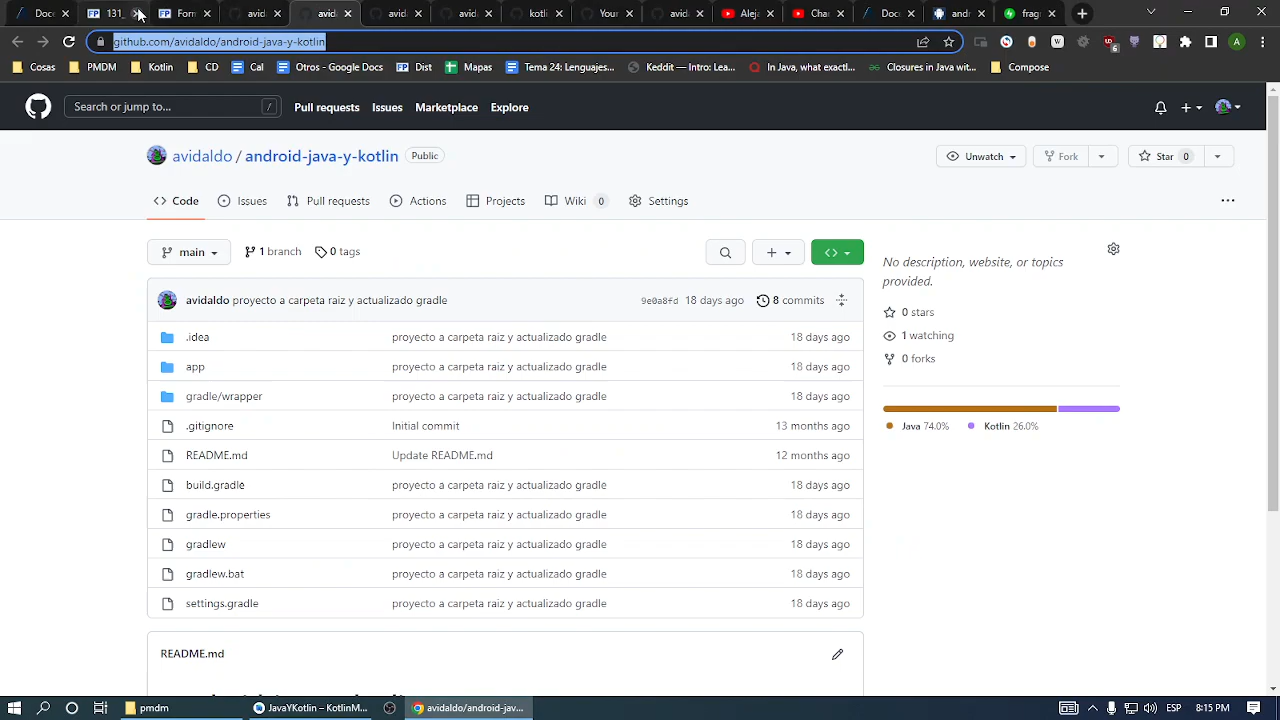 Doc
131
Form
avid
avid
avid
avid
kotlin
Your
avid
Alej
Cha
Doc
andr
frag
github.com/avidaldo/android-java-y-kotlin
6
A
Cosas
PMDM
Kotlin
CD
Cal
Otros - Google Docs
Dist
Mapas
Tema 24: Lenguajes...
Keddit — Intro: Lea...
In Java, what exactl...
Closures in Java wit...
Compose
Search or jump to...
/
Pull requests
Issues
Marketplace
Explore
avidaldo / android-java-y-kotlin
Public
Unwatch
Fork
Star 0
Code
Issues
Pull requests
Actions
Projects
Wiki 0
Settings
main
1 branch
0 tags
No description, website, or topics
provided.
avidaldo proyecto a carpeta raiz y actualizado gradle
9e0a8fd 18 days ago
8 commits
0 stars
.idea proyecto a carpeta raiz y actualizado gradle 18 days ago
1 watching
app proyecto a carpeta raiz y actualizado gradle 18 days ago
0 forks
gradle/wrapper proyecto a carpeta raiz y actualizado gradle 18 days ago
.gitignore Initial commit 13 months ago
Java 74.0% Kotlin 26.0%
README.md Update README.md 12 months ago
build.gradle proyecto a carpeta raiz y actualizado gradle 18 days ago
gradle.properties proyecto a carpeta raiz y actualizado gradle 18 days ago
gradlew proyecto a carpeta raiz y actualizado gradle 18 days ago
gradlew.bat proyecto a carpeta raiz y actualizado gradle 18 days ago
settings.gradle proyecto a carpeta raiz y actualizado gradle 18 days ago
README.md
pmdm
JavaYKotlin – KotlinM...
avidaldo/android-jav...
ESP
8:15 PM